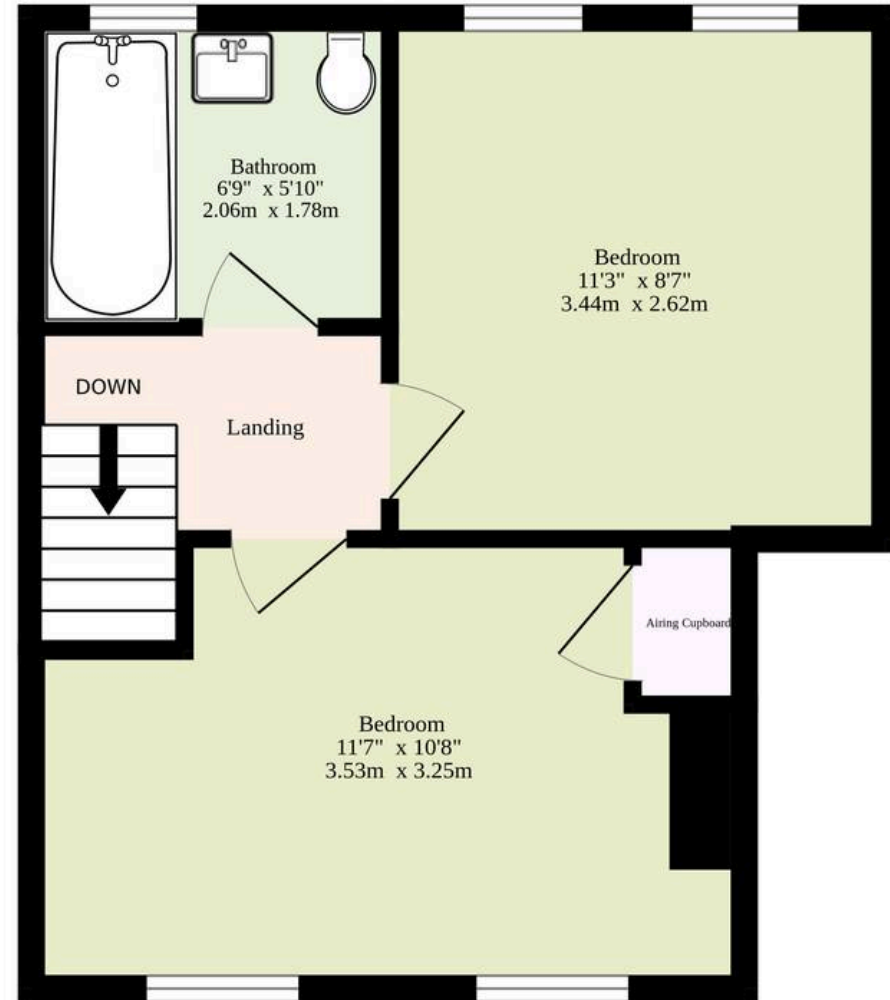 Bathroom
6'9" x 5'10"
2.06m x 1.78m
Bedroom
11'3" x 8'7"
3.44m x 2.62m
DOWN
Landing
Airing Cupboard
Bedroom
11'7" x 10'8"
3.53m x 3.25m